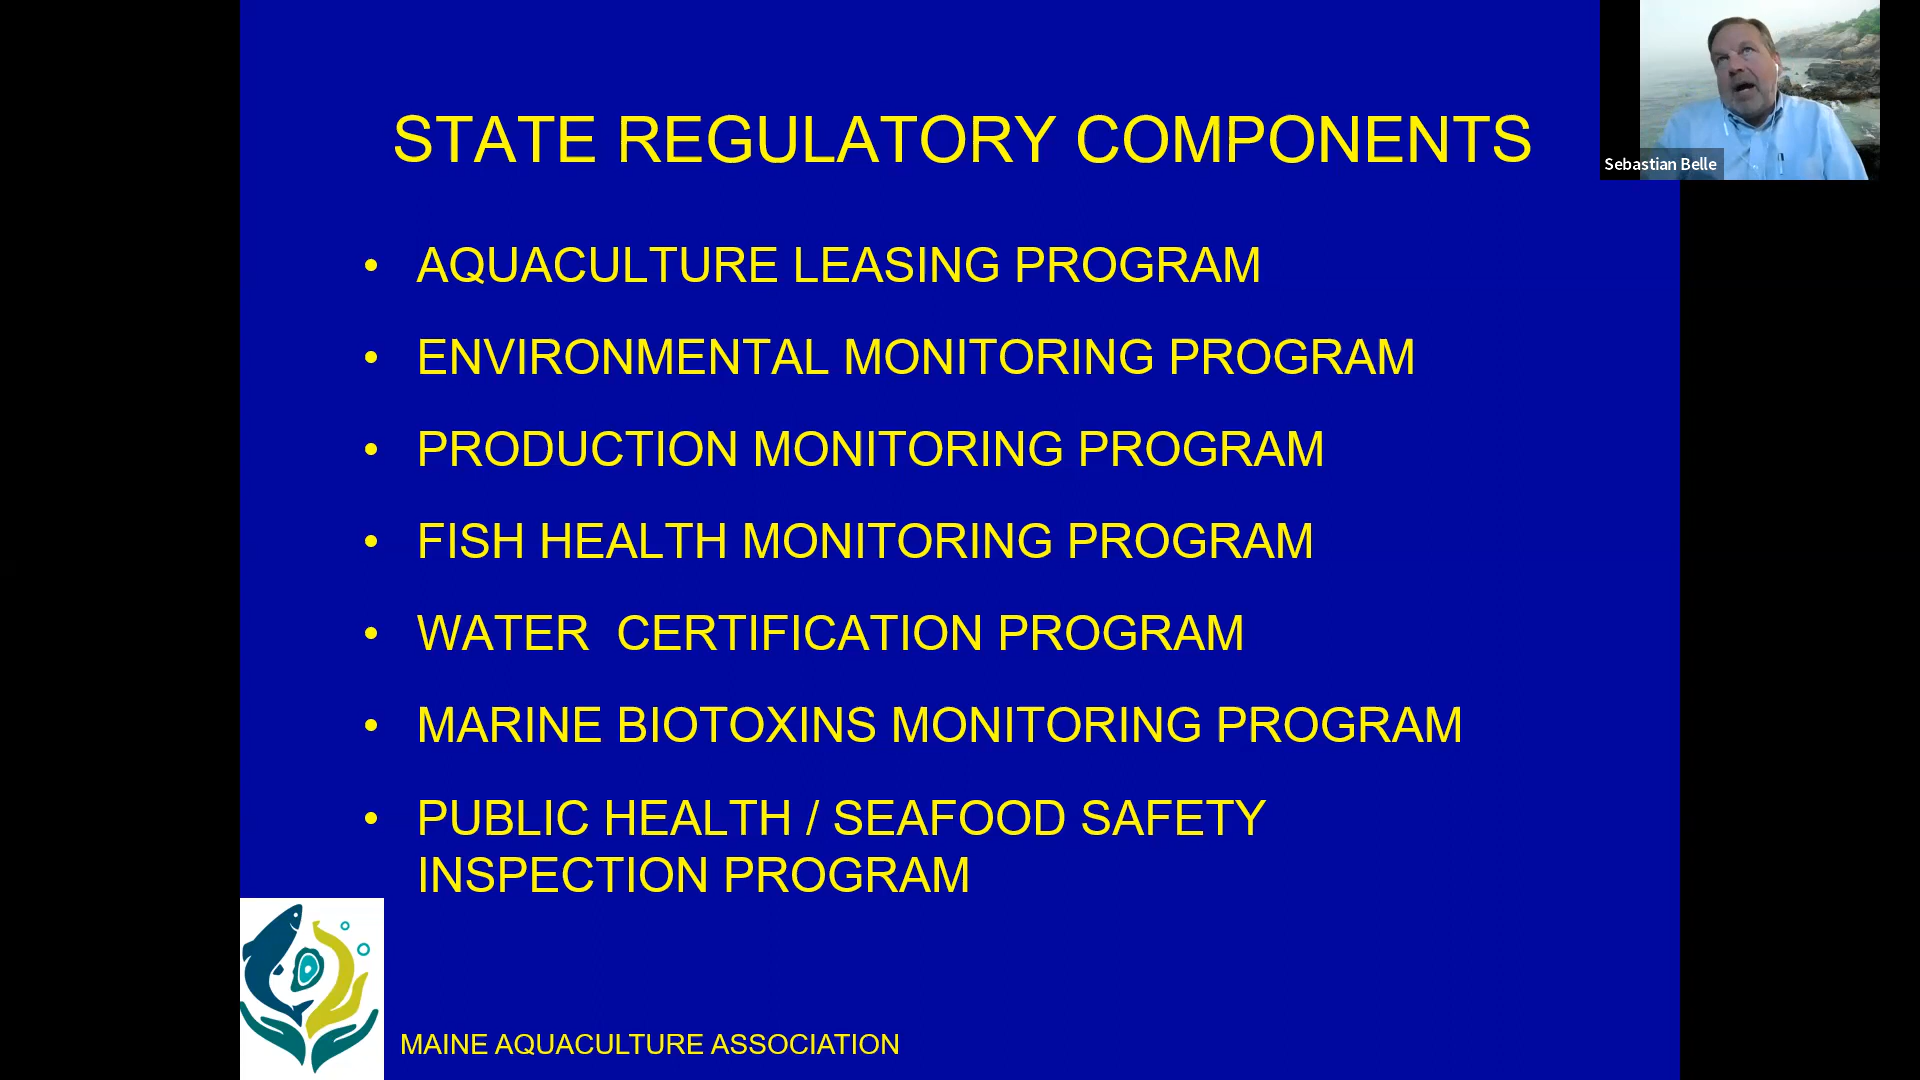 STATE REGULATORY COMPONENTS
Sebastian Belle
• AQUACULTURE LEASING PROGRAM
• ENVIRONMENTAL MONITORING PROGRAM
• PRODUCTION MONITORING PROGRAM
• FISH HEALTH MONITORING PROGRAM
• WATER  CERTIFICATION PROGRAM
• MARINE BIOTOXINS MONITORING PROGRAM
• PUBLIC HEALTH / SEAFOOD SAFETY
INSPECTION PROGRAM
MAINE AQUACULTURE ASSOCIATION